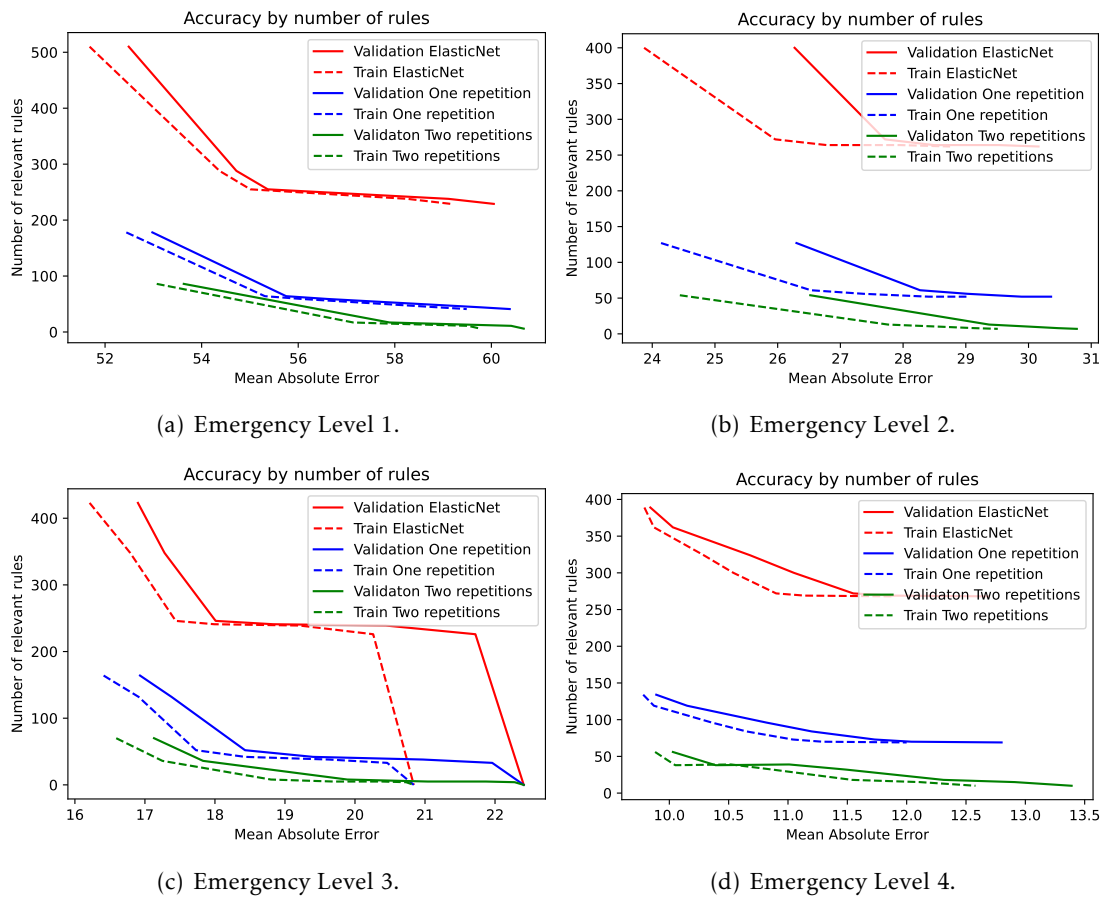 Accuracy by number of rules
Number of relevant rules
500
400
300
200
100
0
Validation ElasticNet
Train ElasticNet
Validation One repetition
Train One repetition
Validaton Two repetitions
Train Two repetitions
52 54 56 58 60
Mean Absolute Error
(a) Emergency Level 1.
Accuracy by number of rules
Number of relevant rules
400
350
300
250
200
150
100
50
0
Validation ElasticNet
Train ElasticNet
Validation One repetition
Train One repetition
Validaton Two repetitions
Train Two repetitions
24 25 26 27 28 29 30 31
Mean Absolute Error
(b) Emergency Level 2.
Accuracy by number of rules
Number of relevant rules
400
300
200
100
0
Validation ElasticNet
Train ElasticNet
Validation One repetition
Train One repetition
Validaton Two repetitions
Train Two repetitions
16 17 18 19 20 21 22
Mean Absolute Error
(c) Emergency Level 3.
Accuracy by number of rules
Number of relevant rules
400
350
300
250
200
150
100
50
0
Validation ElasticNet
Train ElasticNet
Validation One repetition
Train One repetition
Validaton Two repetitions
Train Two repetitions
10.0 10.5 11.0 11.5 12.0 12.5 13.0 13.5
Mean Absolute Error
(d) Emergency Level 4.